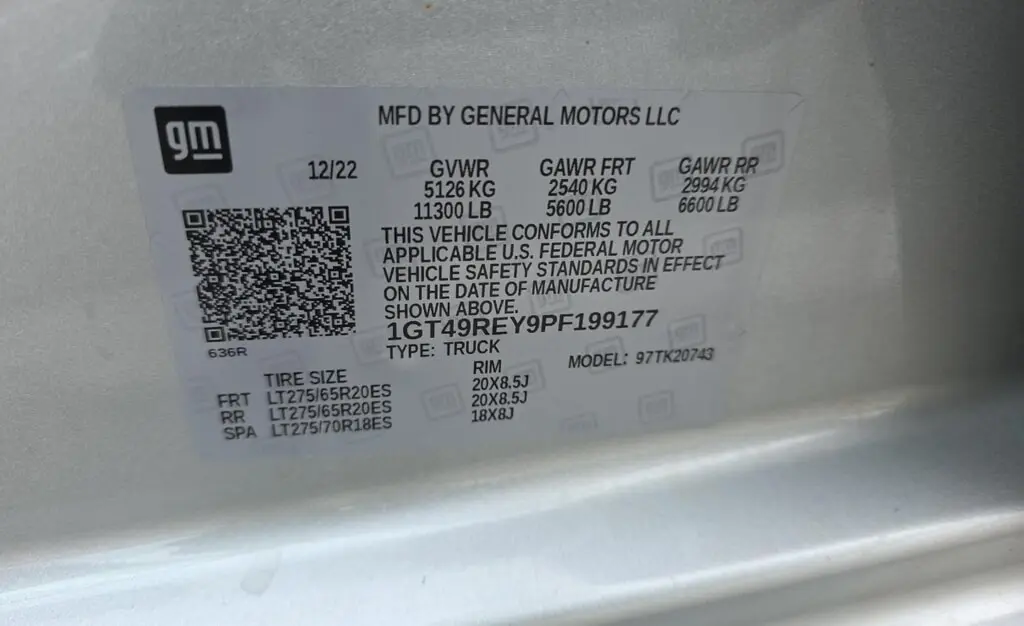 gm
MFD BY GENERAL MOTORS LLC
12/22 GVWR GAWR FRT GAWR RR
5126 KG 2540 KG 2994 KG
11300 LB 5600 LB 6600 LB
THIS VEHICLE CONFORMS TO ALL
APPLICABLE U.S. FEDERAL MOTOR
VEHICLE SAFETY STANDARDS IN EFFECT
ON THE DATE OF MANUFACTURE
SHOWN ABOVE.
1GT49REY9PF199177
636R
TYPE: TRUCK MODEL: 97TK20743
TIRE SIZE RIM
FRT LT275/65R20ES 20X8.5J
RR LT275/65R20ES 20X8.5J
SPA LT275/70R18ES 18X8J